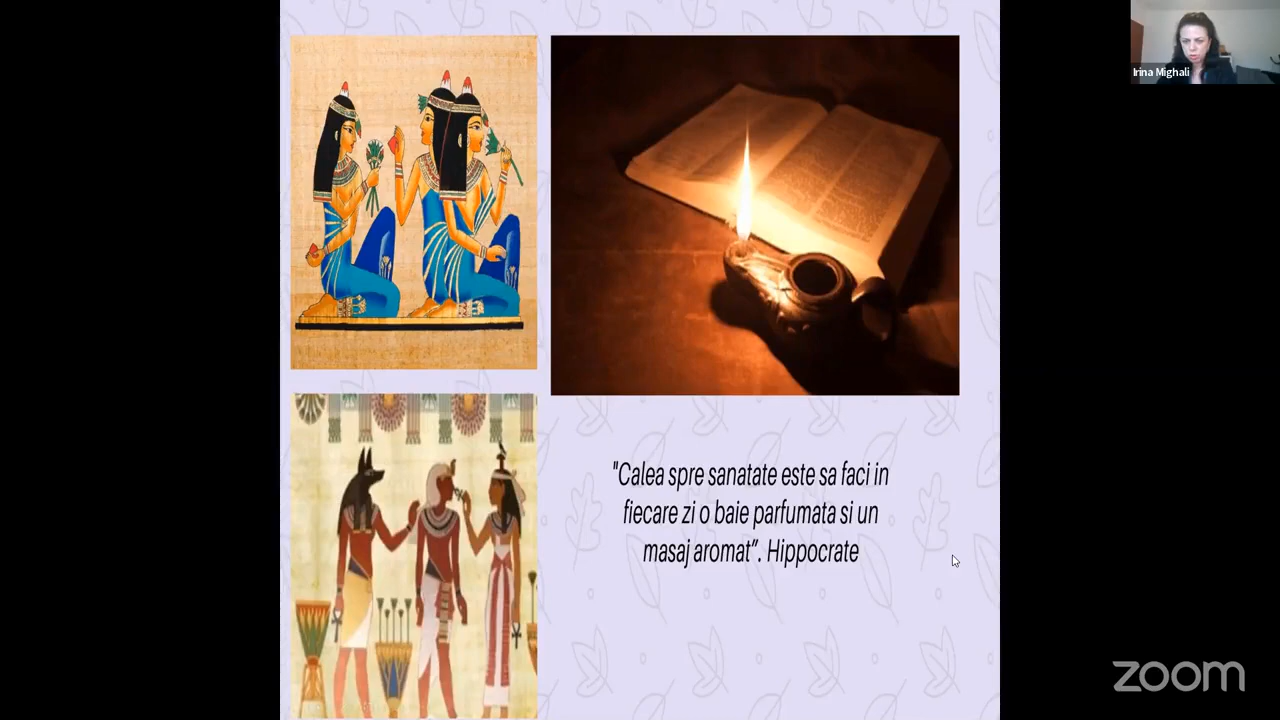 Irina Mighali
"Calea spre sanatate este sa faci in
fiecare zi o baie parfumata si un
masaj aromat”. Hippocrate
zoom